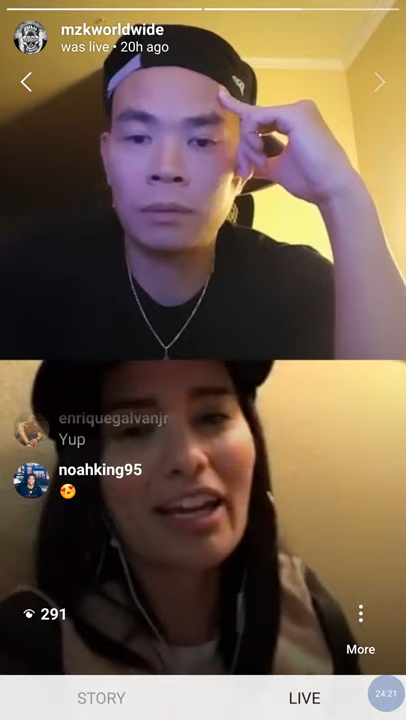 mzkworldwide
was live • 20h ago
enriquegalvanjr
Yup
noahking95
291
More
STORY
LIVE
24:21